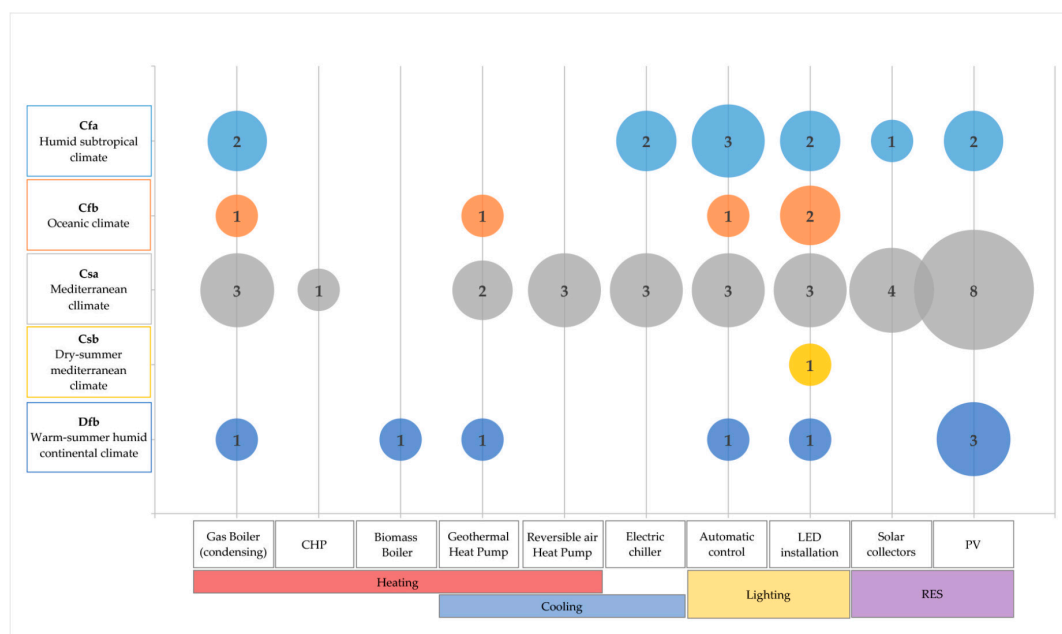 Cfa
Humid subtropical
climate
2
2
3
2
1
2
Cfb
Oceanic climate
1
1
1
2
Csa
Mediterranean
cllimate
3
1
2
3
3
3
3
4
8
Csb
Dry-summer
mediterranean
climate
1
Dfb
Warm-summer humid
continental climate
1
1
1
1
1
3
Gas Boiler
(condensing)
CHP
Biomass
Boiler
Geothermal
Heat Pump
Reversible air
Heat Pump
Electric
chiller
Automatic
control
LED
installation
Solar
collectors
PV
Heating
Cooling
Lighting
RES